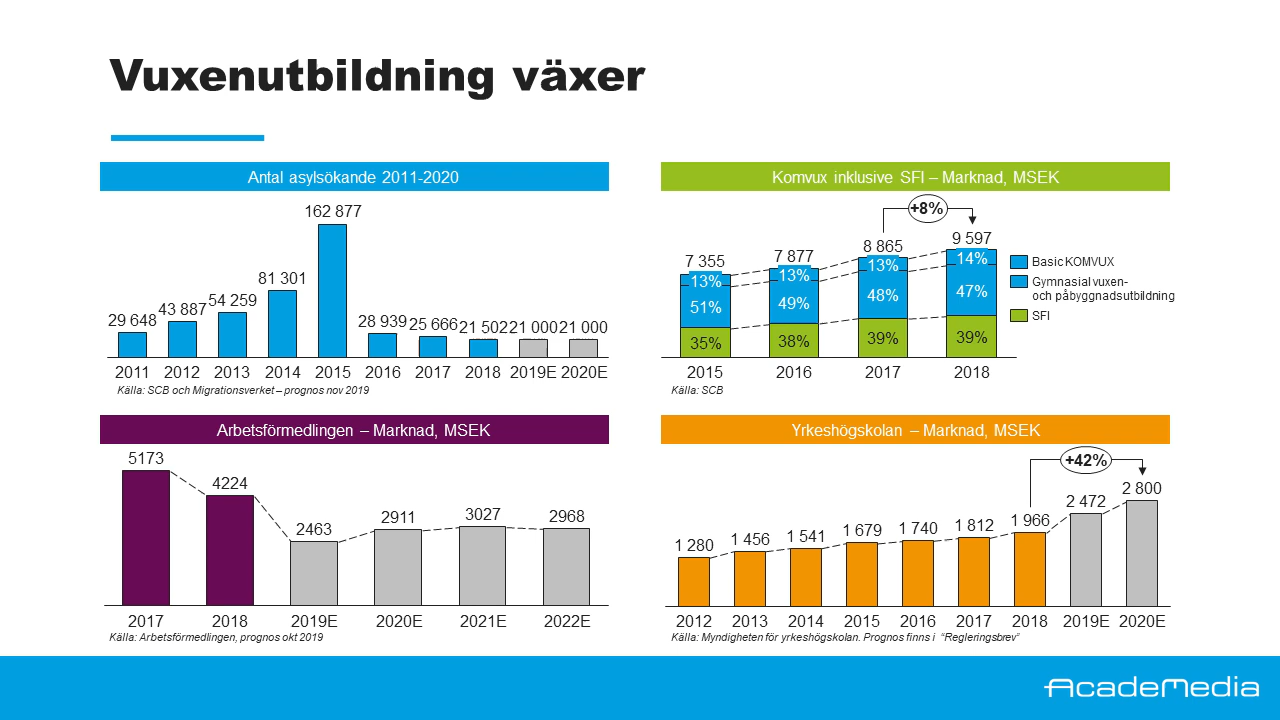 Vuxenutbildning växer
Antal asylsökande 2011-2020
162 877
81 301
54 259
43 887
29 648
28 939
25 666
21 502
21 000
21 000
2011 2012 2013 2014 2015 2016 2017 2018 2019E 2020E
Källa: SCB och Migrationsverket – prognos nov 2019
Komvux inklusive SFI – Marknad, MSEK
+8%
7 355 7 877 8 865 9 597
13% 13% 13% 14%
51% 49% 48% 47%
35% 38% 39% 39%
2015 2016 2017 2018
Basic KOMVUX
Gymnasial vuxen-
och påbyggnadsutbildning
SFI
Källa: SCB
Arbetsförmedlingen – Marknad, MSEK
5173 4224 2463 2911 3027 2968
2017 2018 2019E 2020E 2021E 2022E
Källa: Arbetsförmedlingen, prognos okt 2019
Yrkeshögskolan – Marknad, MSEK
+42%
1 280 1 456 1 541 1 679 1 740 1 812 1 966 2 472 2 800
2012 2013 2014 2015 2016 2017 2018 2019E 2020E
Källa: Myndigheten för yrkeshögskolan. Prognos finns i “Regleringsbrev”
AcadeMedia